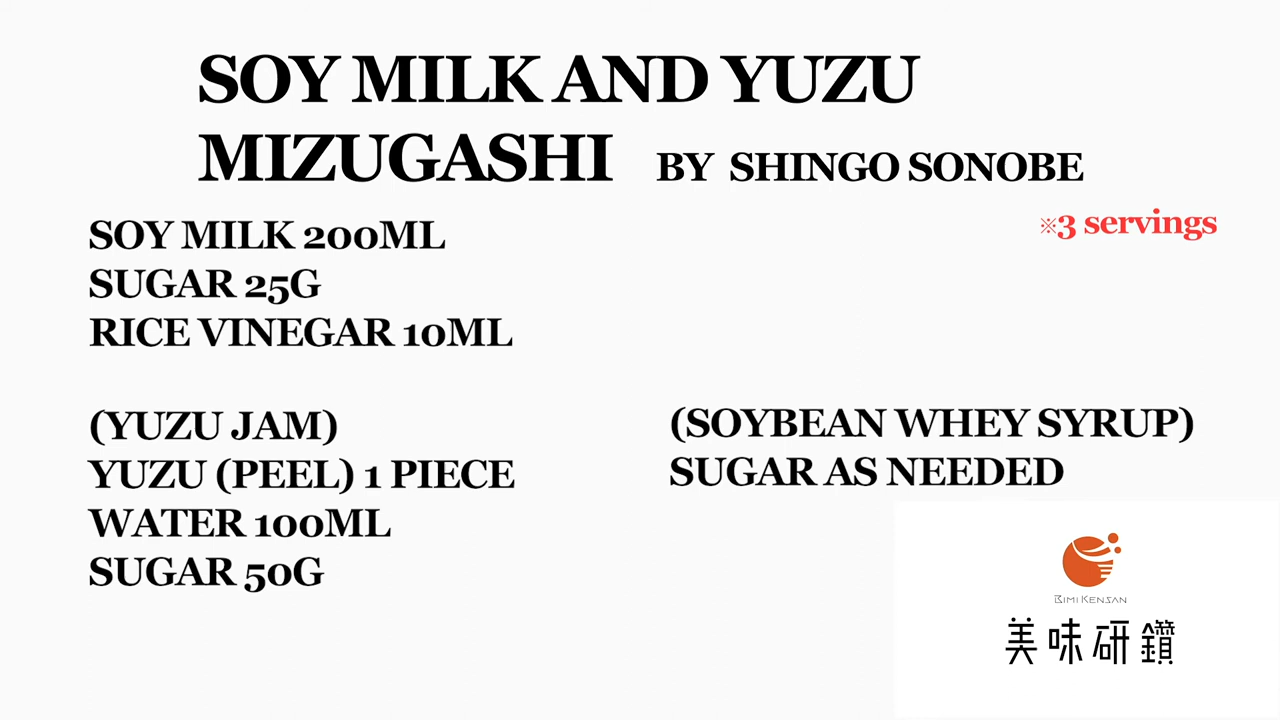 SOY MILK AND YUZU
MIZUGASHI BY SHINGO SONOBE
※3 servings
SOY MILK 200ML
SUGAR 25G
RICE VINEGAR 10ML
(YUZU JAM)
YUZU (PEEL) 1 PIECE
WATER 100ML
SUGAR 50G
(SOYBEAN WHEY SYRUP)
SUGAR AS NEEDED
BIMI KENSAN
美味研鑽